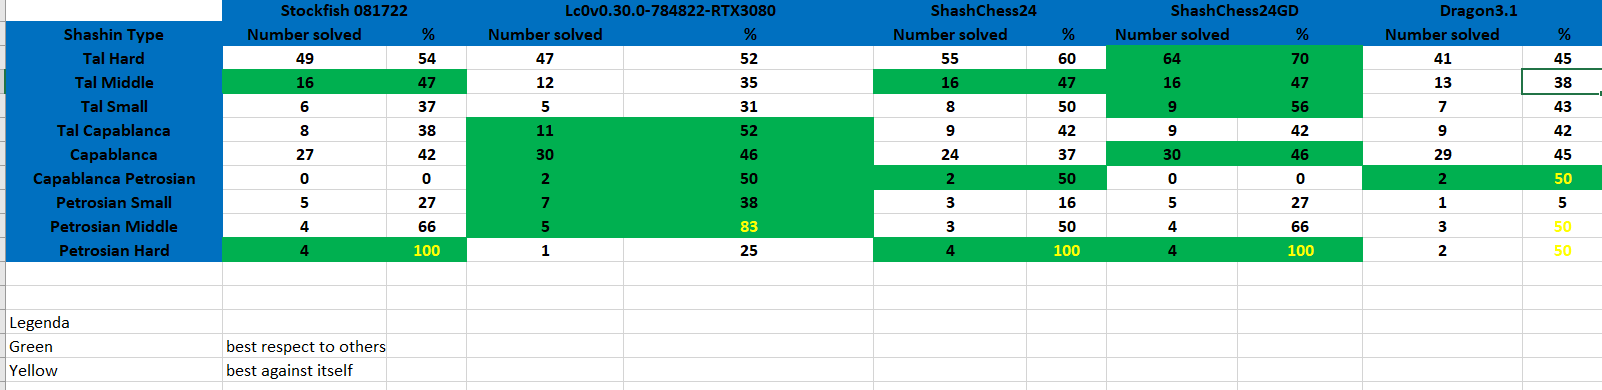 Stockfish 081722 Lc0v0.30.0-784822-RTX3080 ShashChess24 ShashChess24GD Dragon3.1
Shashin Type Number solved % Number solved % Number solved % Number solved % Number solved %
Tal Hard 49 54 47 52 55 60 64 70 41 45
Tal Middle 16 47 12 35 16 47 16 47 13 38
Tal Small 6 37 5 31 8 50 9 56 7 43
Tal Capablanca 8 38 11 52 9 42 9 42 9 42
Capablanca 27 42 30 46 24 37 30 46 29 45
Capablanca Petrosian 0 0 2 50 2 50 0 0 2 50
Petrosian Small 5 27 7 38 3 16 5 27 1 5
Petrosian Middle 4 66 5 83 3 50 4 66 3 50
Petrosian Hard 4 100 1 25 4 100 4 100 2 50
Legenda
Green best respect to others
Yellow best against itself